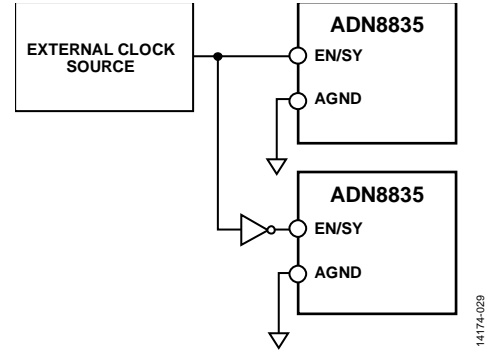 EXTERNAL CLOCK
SOURCE
ADN8835
EN/SY
AGND
ADN8835
EN/SY
AGND
14174-029